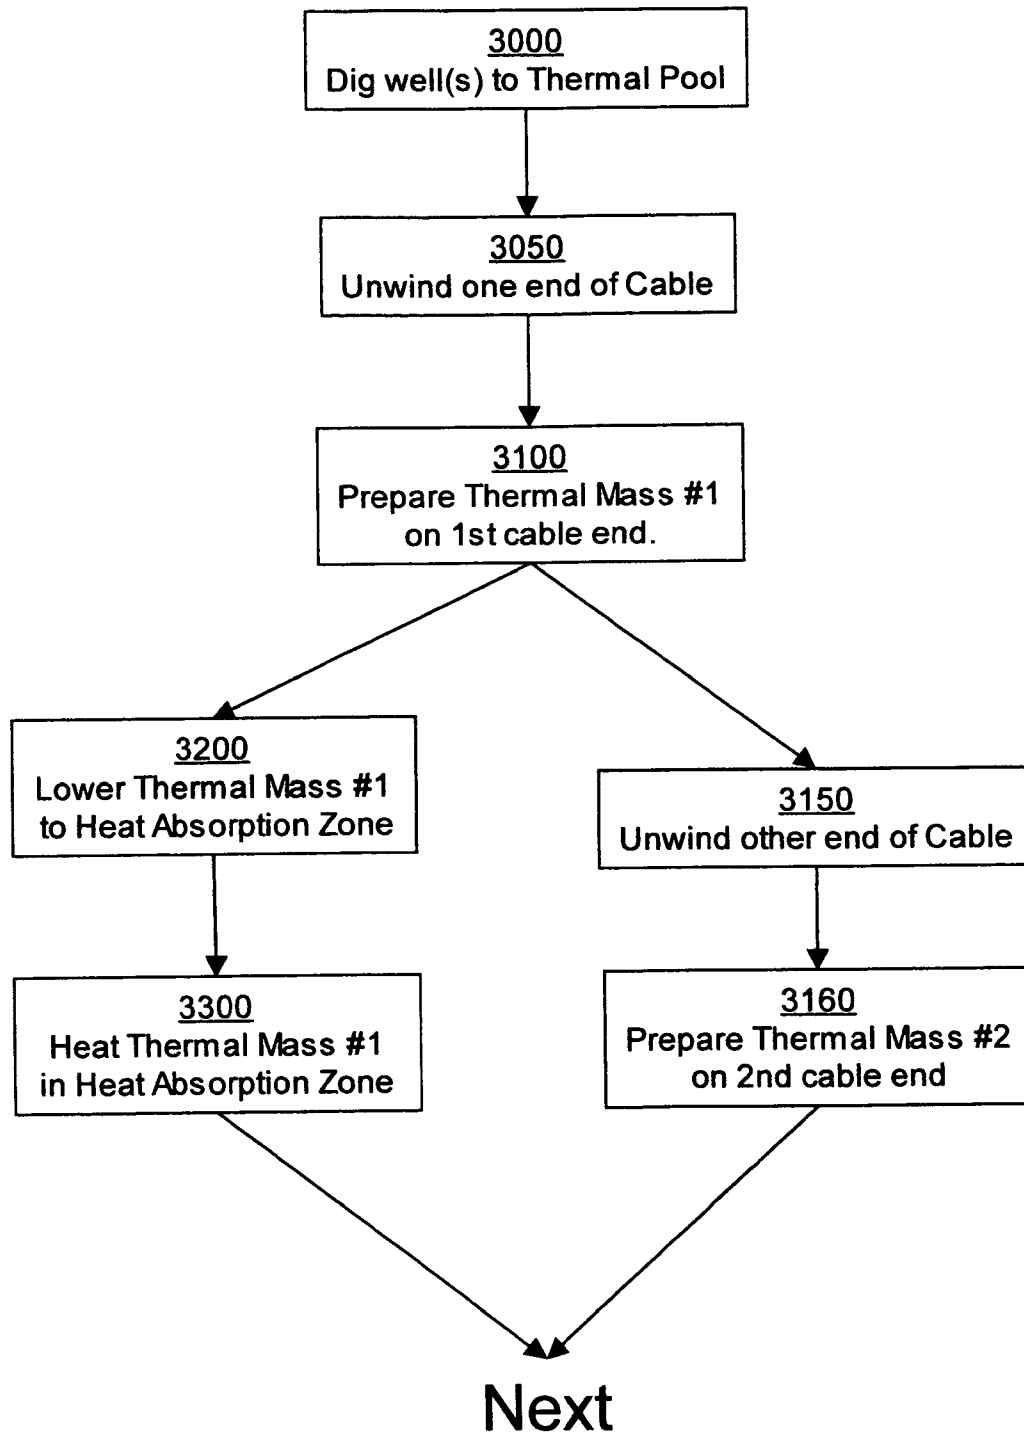 3000
Dig well(s) to Thermal Pool
3050
Unwind one end of Cable
3100
Prepare Thermal Mass #1
on 1st cable end.
3200
Lower Thermal Mass #1
to Heat Absorption Zone
3150
Unwind other end of Cable
3300
Heat Thermal Mass #1
in Heat Absorption Zone
3160
Prepare Thermal Mass #2
on 2nd cable end
Next